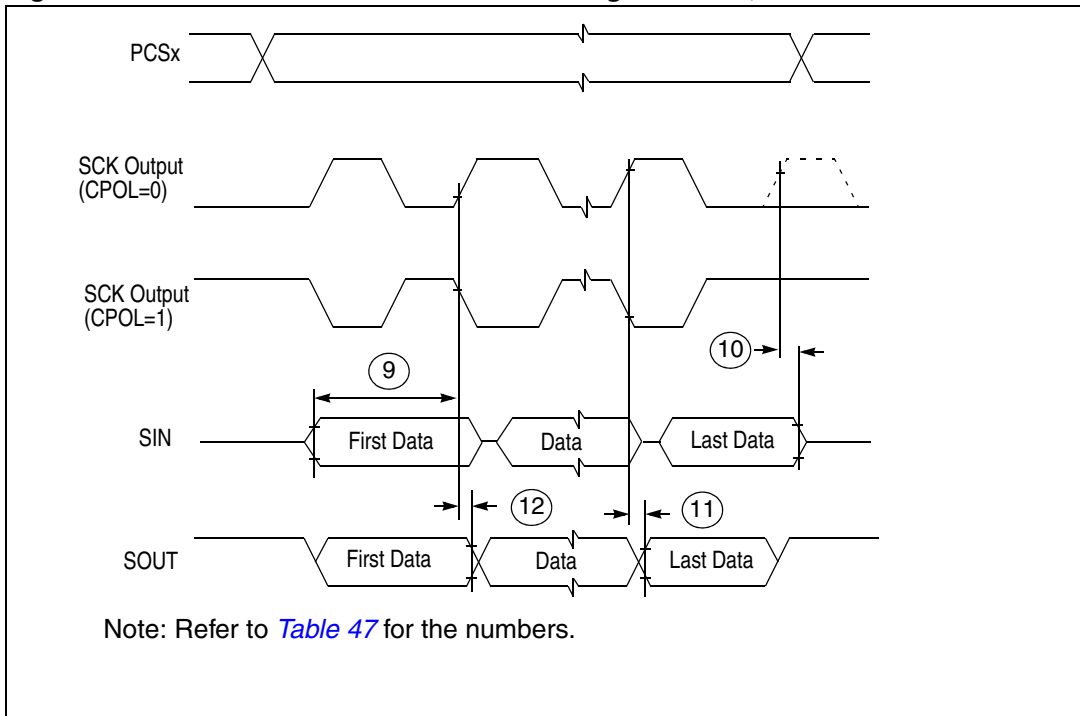 PCSx
SCK Output
(CPOL=0)
SCK Output
(CPOL=1)
10
9
SIN
First Data
Data
Last Data
12
11
SOUT
First Data
Data
Last Data
Note: Refer to Table 47 for the numbers.